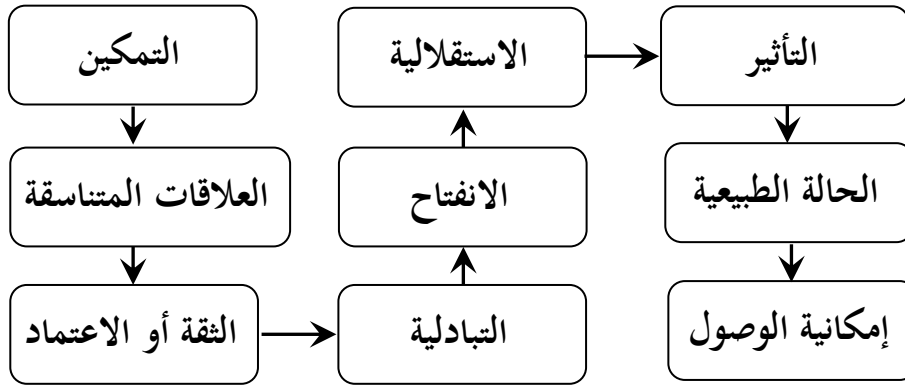 التمكين
العلاقات المتناسقة
الثقة أو الاعتماد
التبادلية
الانفتاح
الاستقلالية
التأثير
الحالة الطبيعية
إمكانية الوصول